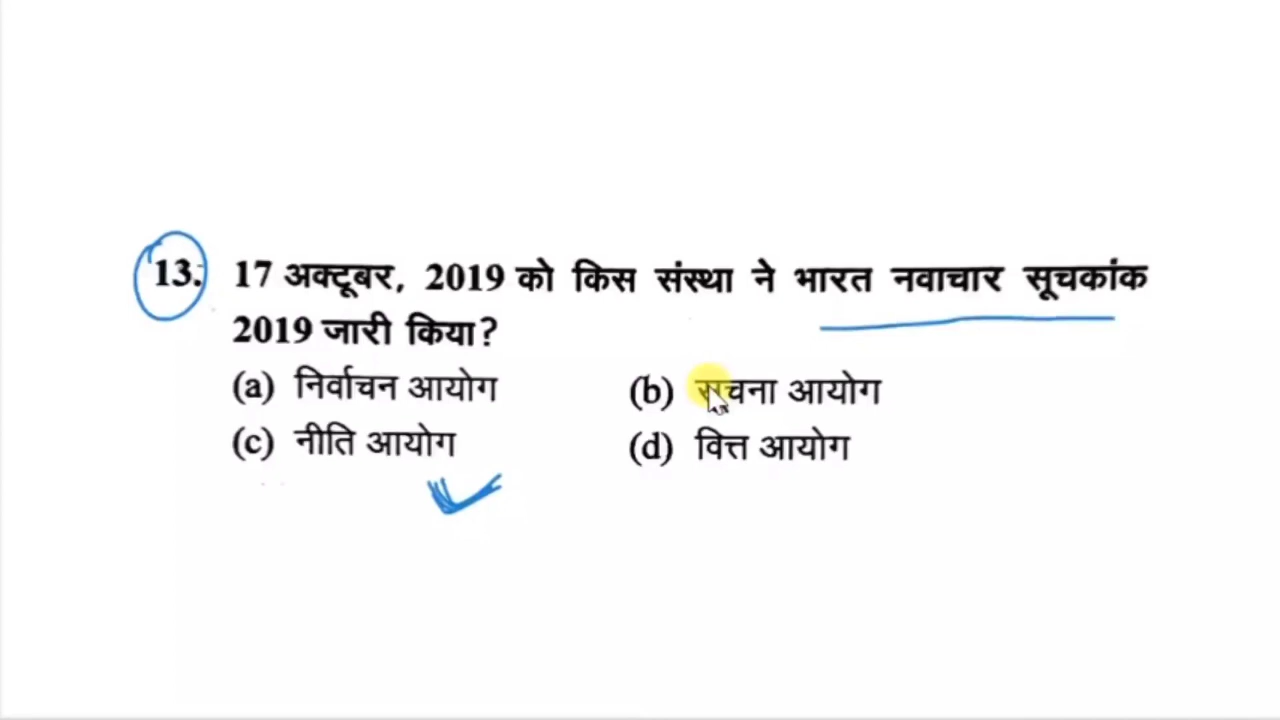 13. 17 अक्टूबर, 2019 को किस संस्था ने भारत नवाचार सूचकांक
2019 जारी किया?
(a) निर्वाचन आयोग (b) सूचना आयोग
(c) नीति आयोग (d) वित्त आयोग